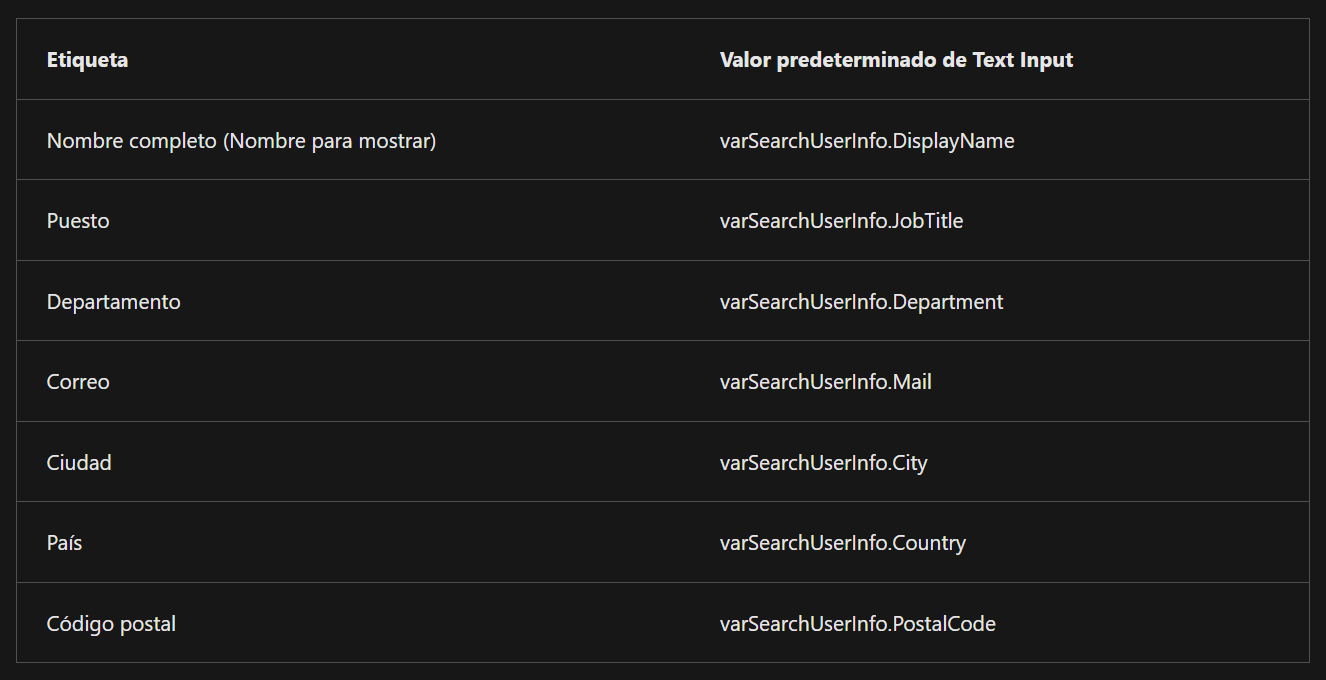 Etiqueta Valor predeterminado de Text Input
Nombre completo (Nombre para mostrar) varSearchUserInfo.DisplayName
Puesto varSearchUserInfo.JobTitle
Departamento varSearchUserInfo.Department
Correo varSearchUserInfo.Mail
Ciudad varSearchUserInfo.City
País varSearchUserInfo.Country
Código postal varSearchUserInfo.PostalCode